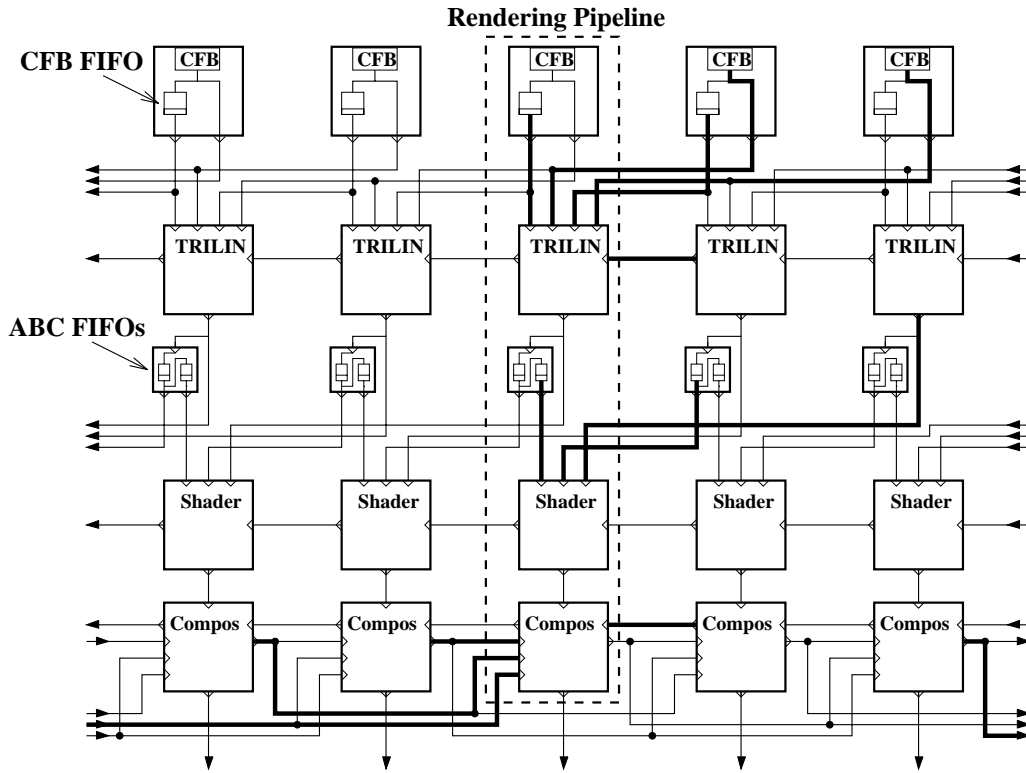 Rendering Pipeline
CFB FIFO
CFB
CFB
CFB
CFB
CFB
TRILIN
TRILIN
TRILIN
TRILIN
TRILIN
ABC FIFOs
Shader
Shader
Shader
Shader
Shader
Compos
Compos
Compos
Compos
Compos